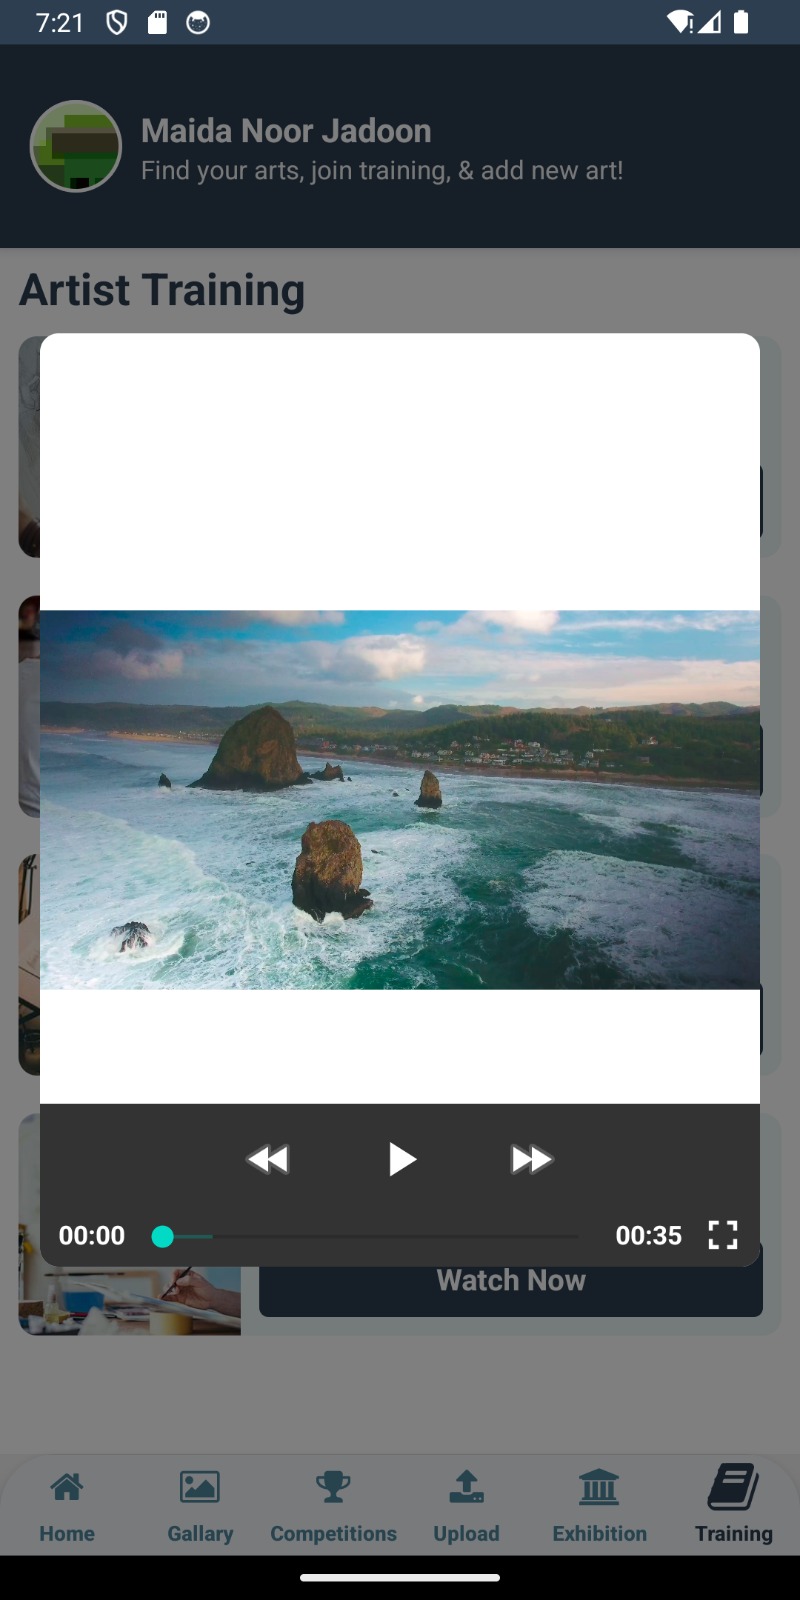 7:21
Maida Noor Jadoon
Find your arts, join training, & add new art!
Artist Training
00:00
00:35
Watch Now
Home
Gallary
Competitions
Upload
Exhibition
Training